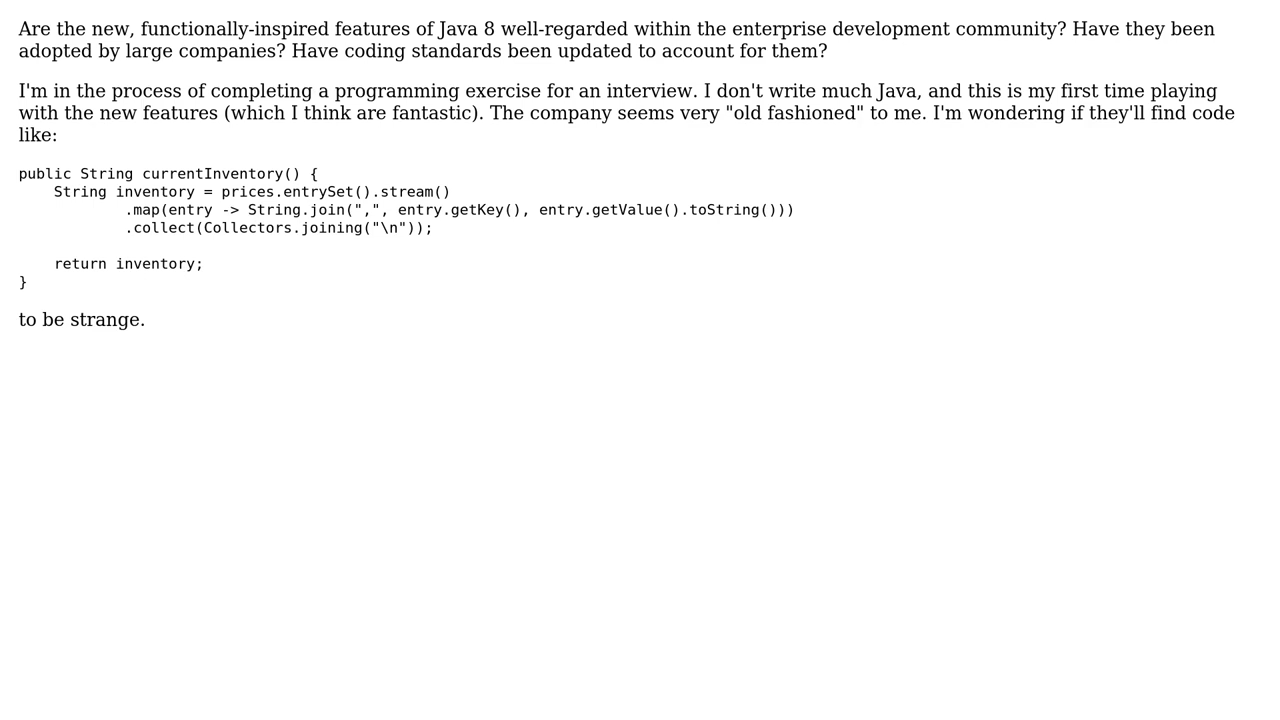 Are the new, functionally-inspired features of Java 8 well-regarded within the enterprise development community? Have they been
adopted by large companies? Have coding standards been updated to account for them?
I'm in the process of completing a programming exercise for an interview. I don't write much Java, and this is my first time playing
with the new features (which I think are fantastic). The company seems very "old fashioned" to me. I'm wondering if they'll find code
like:
public String currentInventory() {
    String inventory = prices.entrySet().stream()
            .map(entry -> String.join(",", entry.getKey(), entry.getValue().toString()))
            .collect(Collectors.joining("\n"));
    return inventory;
}
to be strange.